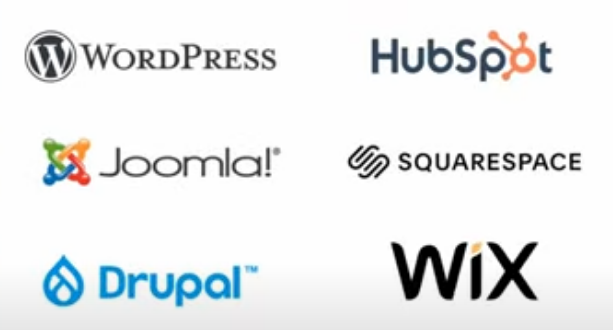 WORDPRESS
HubSpot
Joomla!®
SQUARESPACE
Drupal™
WiX